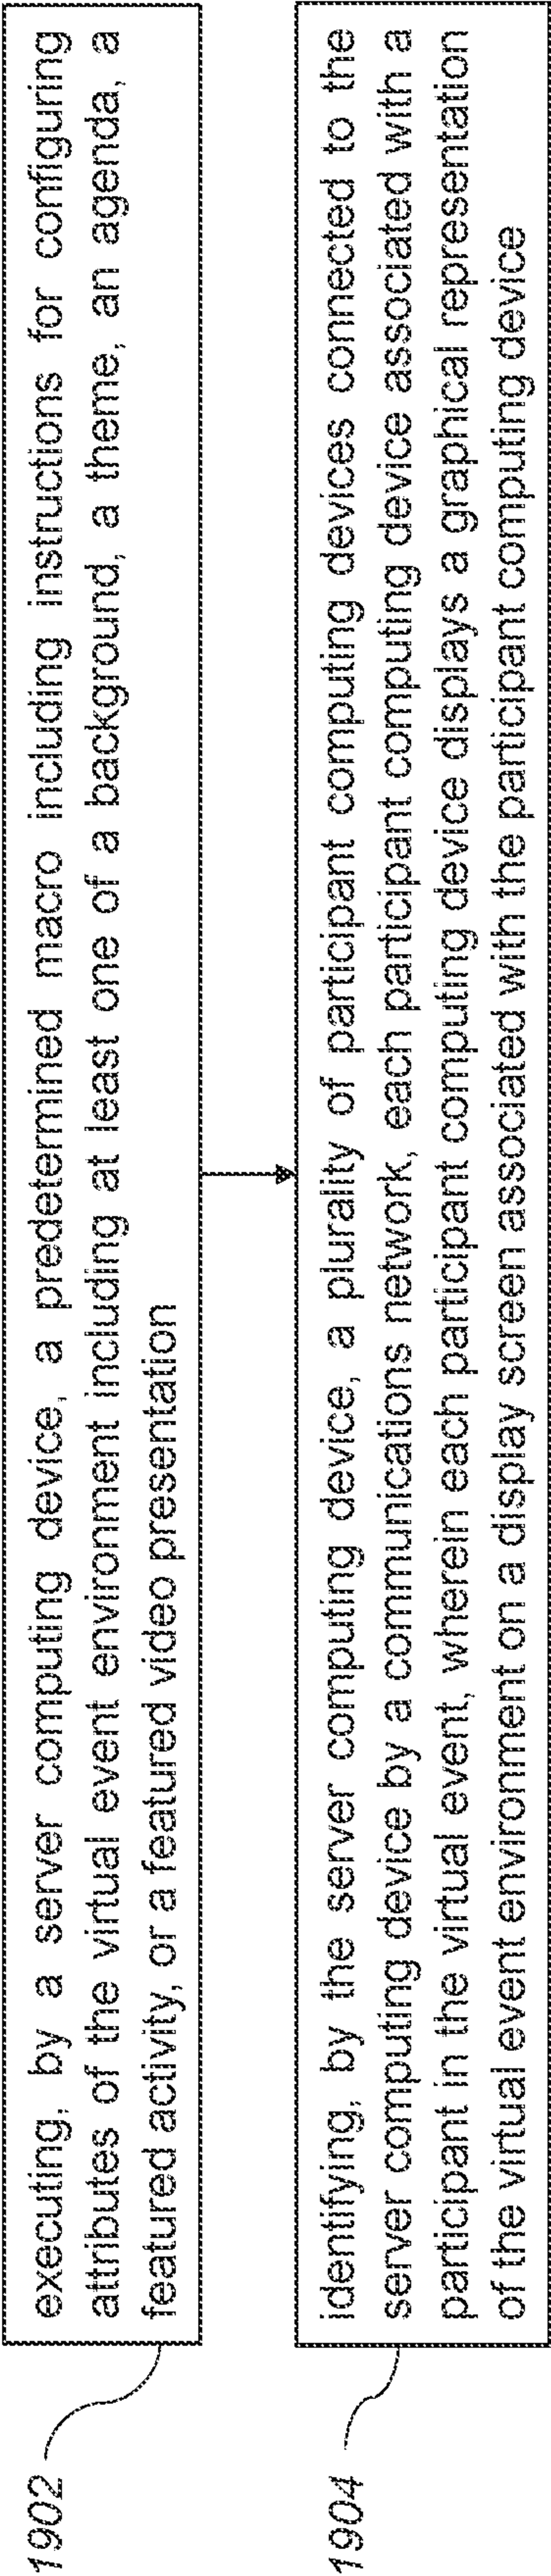 1902
executing, by a server computing device, a predetermined macro including instructions for configuring
attributes of the virtual event environment including at least one of a background, a theme, an agenda, a
featured activity, or a featured video presentation
1904
identifying, by the server computing device, a plurality of participant computing devices connected to the
server computing device by a communications network, each participant computing device associated with a
participant in the virtual event, wherein each participant computing device displays a graphical representation
of the virtual event environment on a display screen associated with the participant computing device